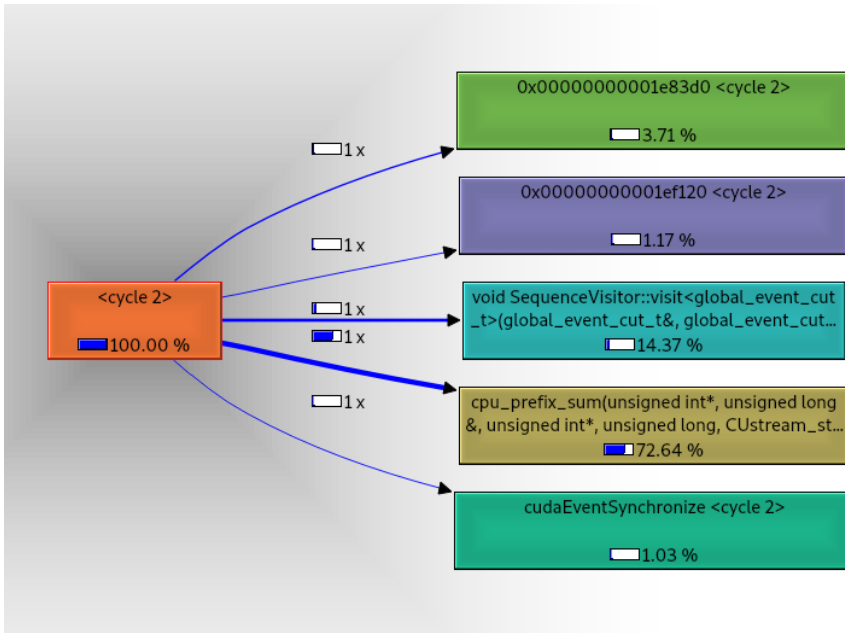 0x00000000001e83d0 <cycle 2>
3.71 %
1 x
0x00000000001ef120 <cycle 2>
1.17 %
1 x
<cycle 2>
100.00 %
1 x
void SequenceVisitor::visit<global_event_cut
_t>(global_event_cut_t&, global_event_cut...
14.37 %
1 x
cpu_prefix_sum(unsigned int*, unsigned long
&, unsigned int*, unsigned long, CUstream_st...
72.64 %
1 x
cudaEventSynchronize <cycle 2>
1.03 %